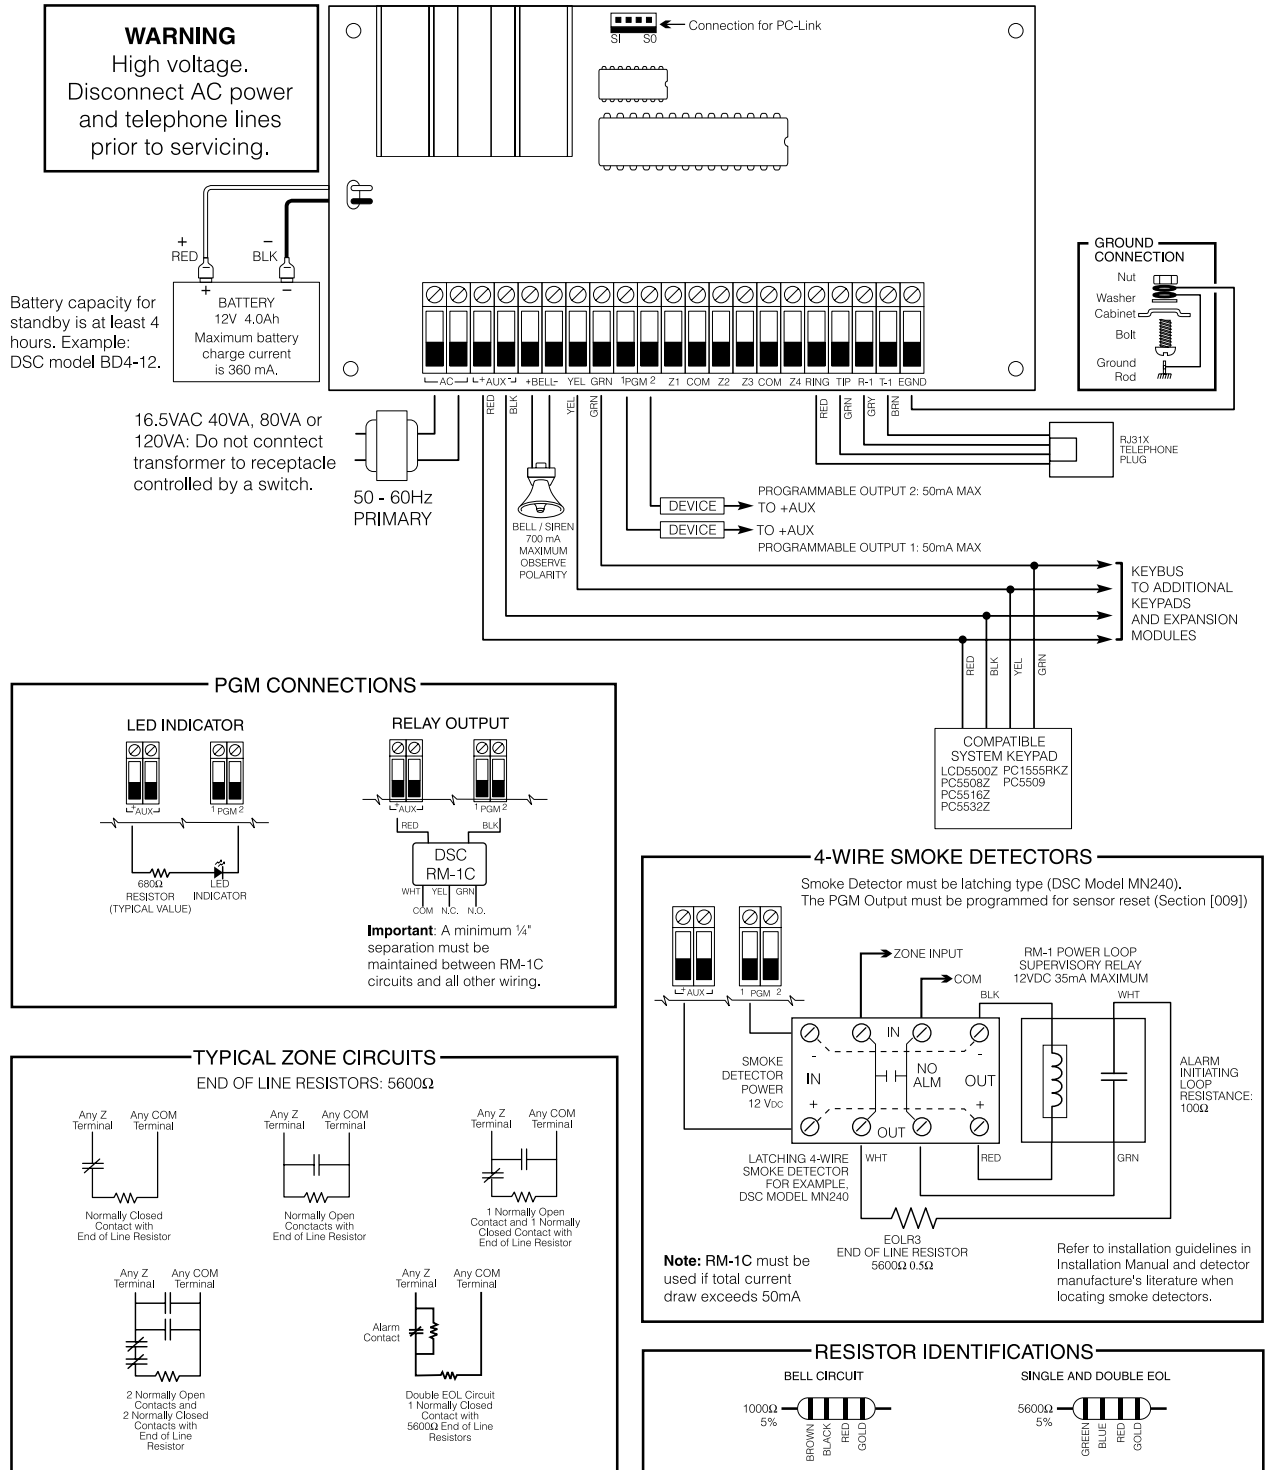 WARNING
High voltage.
Disconnect AC power
and telephone lines
prior to servicing.
SI S0
Connection for PC-Link
+
RED
−
BLK
+ −
BATTERY
12V 4.0Ah
Maximum battery
charge current
is 360 mA.
Battery capacity for
standby is at least 4
hours. Example:
DSC model BD4-12.
GROUND
CONNECTION
Nut
Washer
Cabinet
Bolt
Ground
Rod
AC +AUX- +BELL- YEL GRN 1PGM2 Z1 COM Z2 Z3 COM Z4 RING TIP R-1 T-1 EGND
RED
BLK
YEL
GRN
RED
GRN
GRY
BRN
RJ31X
TELEPHONE
PLUG
16.5VAC 40VA, 80VA or
120VA: Do not conntect
transformer to receptacle
controlled by a switch.
50 - 60Hz
PRIMARY
BELL / SIREN
700 mA
MAXIMUM
OBSERVE
POLARITY
PROGRAMMABLE OUTPUT 2: 50mA MAX
DEVICE
TO +AUX
DEVICE
TO +AUX
PROGRAMMABLE OUTPUT 1: 50mA MAX
KEYBUS
TO ADDITIONAL
KEYPADS
AND EXPANSION
MODULES
RED
BLK
YEL
GRN
COMPATIBLE
SYSTEM KEYPAD
LCD5500Z PC1555RKZ
PC5508Z PC5509
PC5516Z
PC5532Z
PGM CONNECTIONS
LED INDICATOR
+AUX-
1 PGM 2
680Ω
RESISTOR
(TYPICAL VALUE)
LED
INDICATOR
RELAY OUTPUT
+AUX-
1 PGM 2
RED
BLK
DSC
RM-1C
WHT YEL GRN
COM N.C. N.O.
Important: A minimum ¼"
separation must be
maintained between RM-1C
circuits and all other wiring.
TYPICAL ZONE CIRCUITS
END OF LINE RESISTORS: 5600Ω
Any Z
Terminal
Any COM
Terminal
Normally Closed
Contact with
End of Line Resistor
Any Z
Terminal
Any COM
Terminal
Normally Open
Conctacts with
End of Line Resistor
Any Z
Terminal
Any COM
Terminal
1 Normally Open
Contact and 1 Normally
Closed Contact with
End of Line Resistor
Any Z
Terminal
Any COM
Terminal
2 Normally Open
Contacts and
2 Normally Closed
Contacts with
End of Line
Resistor
Any Z
Terminal
Any COM
Terminal
Alarm
Contact
Double EOL Circuit
1 Normally Closed
Contact with
5600Ω End of Line
Resistors
4-WIRE SMOKE DETECTORS
Smoke Detector must be latching type (DSC Model MN240).
The PGM Output must be programmed for sensor reset (Section [009])
+AUX-
1 PGM 2
ZONE INPUT
COM
RM-1 POWER LOOP
SUPERVISORY RELAY
12VDC 35mA MAXIMUM
BLK
WHT
SMOKE
DETECTOR
POWER
12 VDC
IN
-
IN
+
NO
ALM
-
OUT
+
OUT
ALARM
INITIATING
LOOP
RESISTANCE:
100Ω
LATCHING 4-WIRE
SMOKE DETECTOR
FOR EXAMPLE,
DSC MODEL MN240
WHT
RED
GRN
EOLR3
END OF LINE RESISTOR
5600Ω 0.5Ω
Note: RM-1C must be
used if total current
draw exceeds 50mA
Refer to installation guidelines in
Installation Manual and detector
manufacture's literature when
locating smoke detectors.
RESISTOR IDENTIFICATIONS
BELL CIRCUIT
1000Ω
5%
BROWN
BLACK
RED
GOLD
SINGLE AND DOUBLE EOL
5600Ω
5%
GREEN
BLUE
RED
GOLD